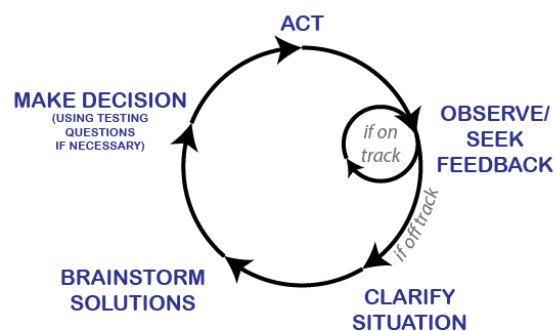 ACT
MAKE DECISION
(USING TESTING
QUESTIONS
IF NECESSARY)
OBSERVE/
SEEK
FEEDBACK
if on
track
if off track
BRAINSTORM
SOLUTIONS
CLARIFY
SITUATION